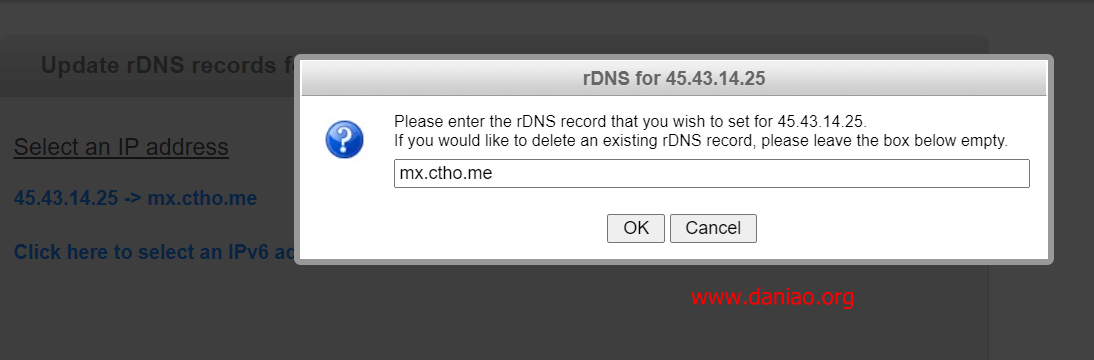 Update rDNS records f
rDNS for 45.43.14.25
Please enter the rDNS record that you wish to set for 45.43.14.25.
If you would like to delete an existing rDNS record, please leave the box below empty.
mx.ctho.me
OK Cancel
Select an IP address
45.43.14.25 -> mx.ctho.me
Click here to select an IPv6 ad
www.daniao.org